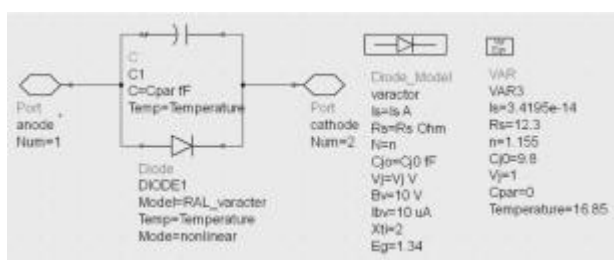 C
C1
C=Cpar fF
Temp=Temperature
Port
anode
Num=1
Port
cathode
Num=2
Diode
DIODE1
Model=RAL_varacter
Temp=Temperature
Mode=nonlinear
Diode_Model
varactor
Is=Is A
Rs=Rs Ohm
N=n
Cjo=Cj0 fF
Vj=Vj V
Bv=10 V
Ibv=10 uA
Xti=2
Eg=1.34
Var
Eqn
VAR
VAR3
Is=3.4195e-14
Rs=12.3
n=1.155
Cj0=9.8
Vj=1
Cpar=0
Temperature=16.85